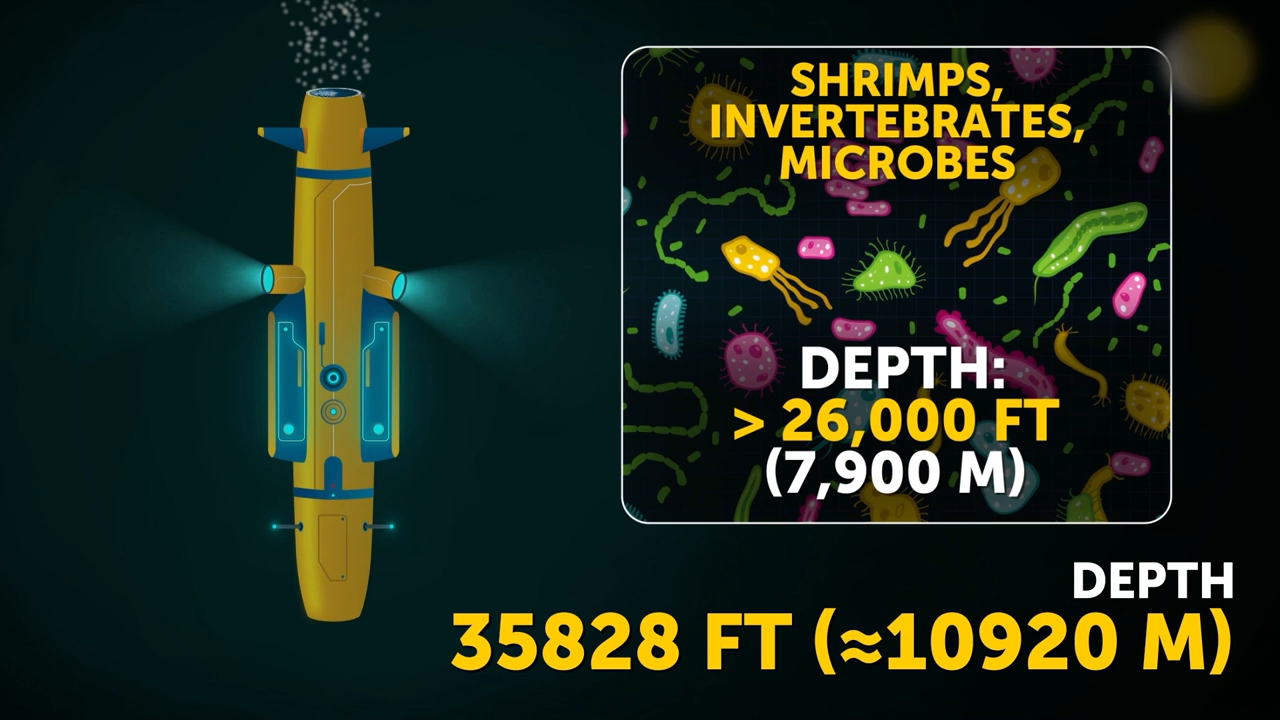 SHRIMPS,
INVERTEBRATES,
MICROBES
DEPTH:
> 26,000 FT
(7,900 M)
DEPTH
35828 FT (≈10920 M)